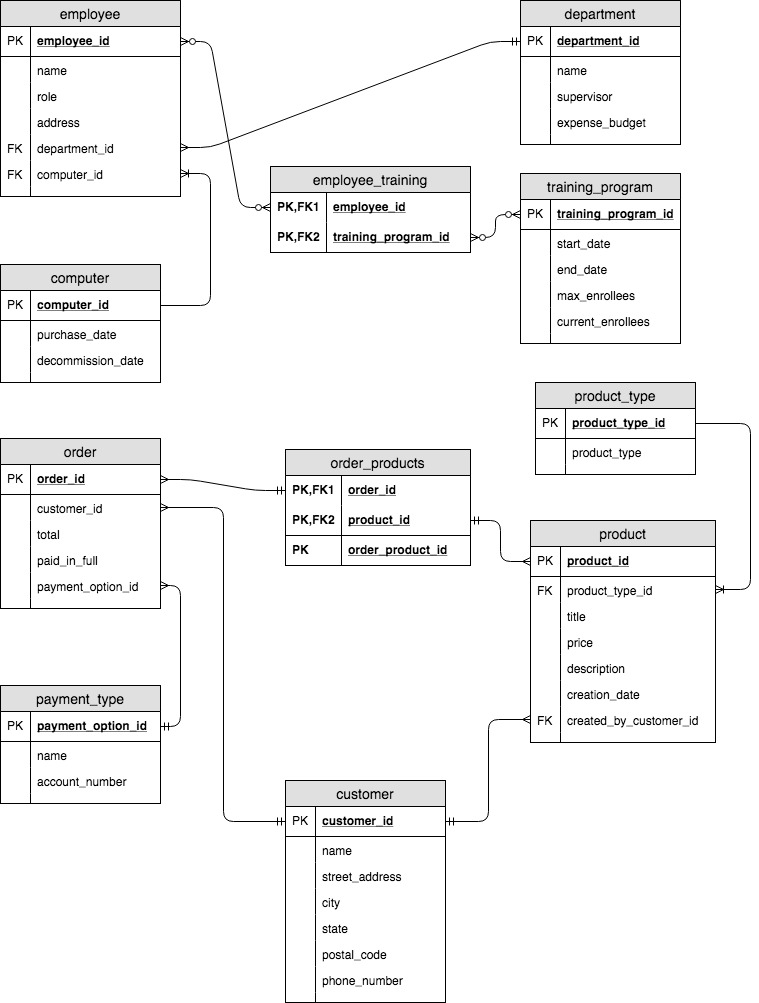 employee
PK employee_id
name
role
address
FK department_id
FK computer_id
department
PK department_id
name
supervisor
expense_budget
employee_training
PK,FK1 employee_id
PK,FK2 training_program_id
training_program
PK training_program_id
start_date
end_date
max_enrollees
current_enrollees
computer
PK computer_id
purchase_date
decommission_date
product_type
PK product_type_id
product_type
order
PK order_id
customer_id
total
paid_in_full
payment_option_id
order_products
PK,FK1 order_id
PK,FK2 product_id
PK order_product_id
product
PK product_id
FK product_type_id
title
price
description
creation_date
FK created_by_customer_id
payment_type
PK payment_option_id
name
account_number
customer
PK customer_id
name
street_address
city
state
postal_code
phone_number